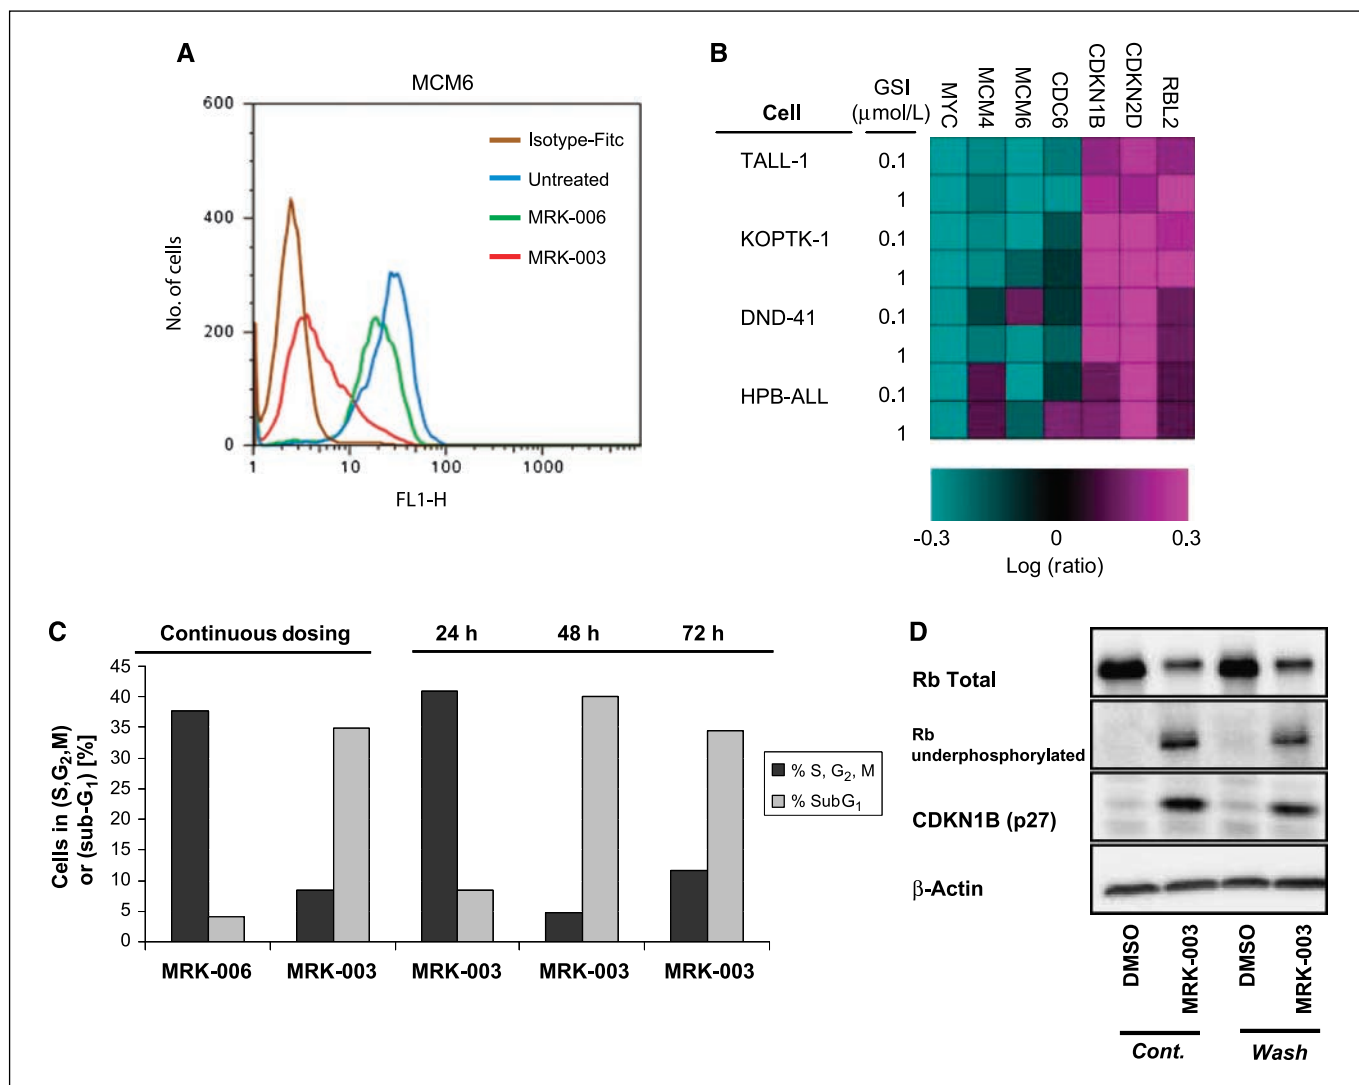 A
MCM6
600
400
200
0
No. of cells
Isotype-Fitc
Untreated
MRK-006
MRK-003
1 10 100 1000
FL1-H
B
Cell
GSI
(μmol/L)
MYC
MCM4
MCM6
CDC6
CDKN1B
CDKN2D
RBL2
TALL-1 0.1
1
KOPTK-1 0.1
1
DND-41 0.1
1
HPB-ALL 0.1
1
-0.3 0 0.3
Log (ratio)
C
Continuous dosing 24 h 48 h 72 h
Cells in (S,G2,M)
or (sub-G1) [%]
45
40
35
30
25
20
15
10
5
0
MRK-006 MRK-003 MRK-003 MRK-003 MRK-003
% S, G2, M
% SubG1
D
Rb Total
Rb
underphosphorylated
CDKN1B (p27)
β-Actin
DMSO
MRK-003
DMSO
MRK-003
Cont. Wash